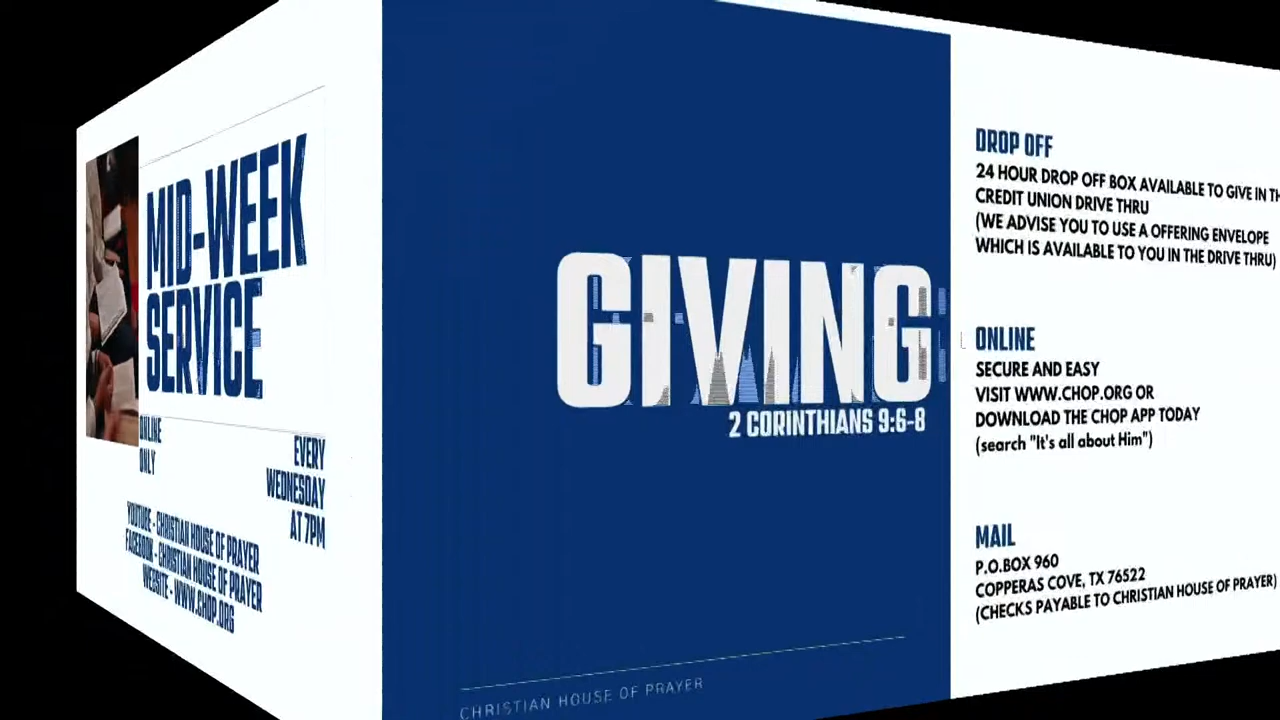 MID-WEEK
SERVICE
ONLINE
ONLY
EVERY
WEDNESDAY
AT 7PM
YOUTUBE - CHRISTIAN HOUSE OF PRAYER
FACEBOOK - CHRISTIAN HOUSE OF PRAYER
WEBSITE - WWW.CHOP.ORG
GIVING
2 CORINTHIANS 9:6-8
CHRISTIAN HOUSE OF PRAYER
DROP OFF
24 HOUR DROP OFF BOX AVAILABLE TO GIVE IN TH
CREDIT UNION DRIVE THRU
(WE ADVISE YOU TO USE A OFFERING ENVELOPE
WHICH IS AVAILABLE TO YOU IN THE DRIVE THRU)
ONLINE
SECURE AND EASY
VISIT WWW.CHOP.ORG OR
DOWNLOAD THE CHOP APP TODAY
(search "It's all about Him")
MAIL
P.O.BOX 960
COPPERAS COVE, TX 76522
(CHECKS PAYABLE TO CHRISTIAN HOUSE OF PRAYER)